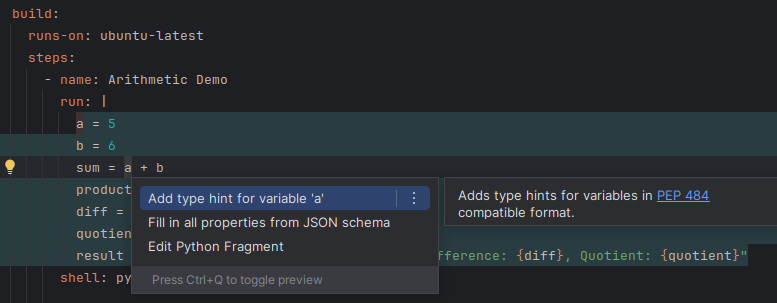 build:
runs-on: ubuntu-latest
steps:
- name: Arithmetic Demo
run: |
a = 5
b = 6
sum = a + b
product
diff =
quotien
result
fference: {diff}, Quotient: {quotient}"
shell: py
Add type hint for variable 'a'
Fill in all properties from JSON schema
Edit Python Fragment
Press Ctrl+Q to toggle preview
Adds type hints for variables in PEP 484
compatible format.